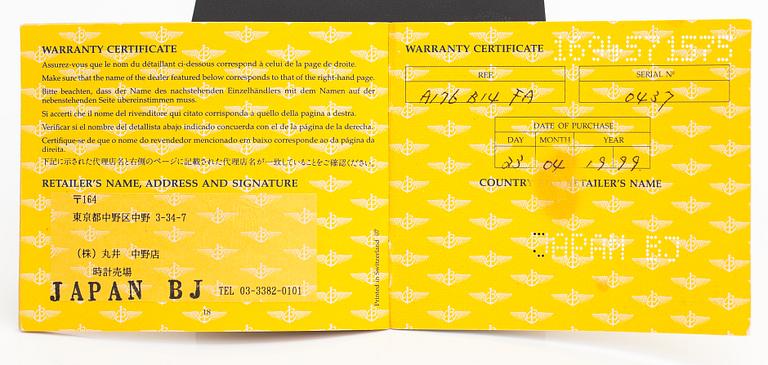 WARRANTY CERTIFICATE
Assurez-vous que le nom du détaillant ci-dessous correspond à celui de la page de droite.
Make sure that the name of the dealer featured below corresponds to that of the right-hand page.
Bitte beachten, dass der Name des nachstehenden Einzelhändlers mit dem Namen auf der
nebenstehenden Seite übereinstimmen muss.
Si accerti che il nome del rivenditore qui citato corrisponda a quello della pagina a destra.
Verificar si el nombre del detallista abajo indicado concuerda con el de la página de la derecha.
Certifique-se de que o nome do revendedor mencionado em baixo corresponde ao da página da
direita.
下記に示された代理店名と右側のページに記載された代理店名が一致していることをご確認ください。
RETAILER'S NAME, ADDRESS AND SIGNATURE
〒164
東京都中野区中野 3-34-7
(株) 丸井 中野店
時計売場
JAPAN BJ TEL 03-3382-0101
18
Printed in Switzerland /97
WARRANTY CERTIFICATE
REF.
SERIAL Nº
A176 B14 FA
0437
DATE OF PURCHASE
DAY MONTH YEAR
23 04 1999
COUNTRY RETAILER'S NAME
JAPAN BJ